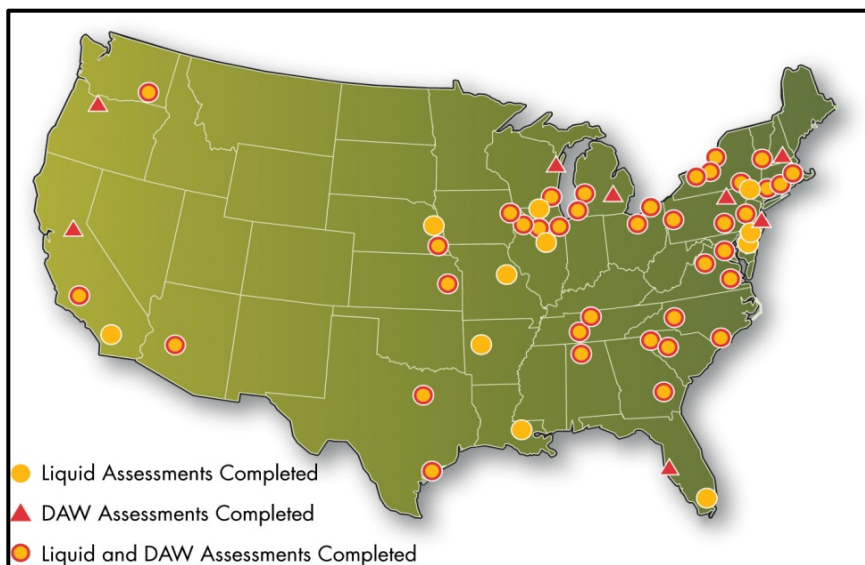 Liquid Assessments Completed
DAW Assessments Completed
Liquid and DAW Assessments Completed